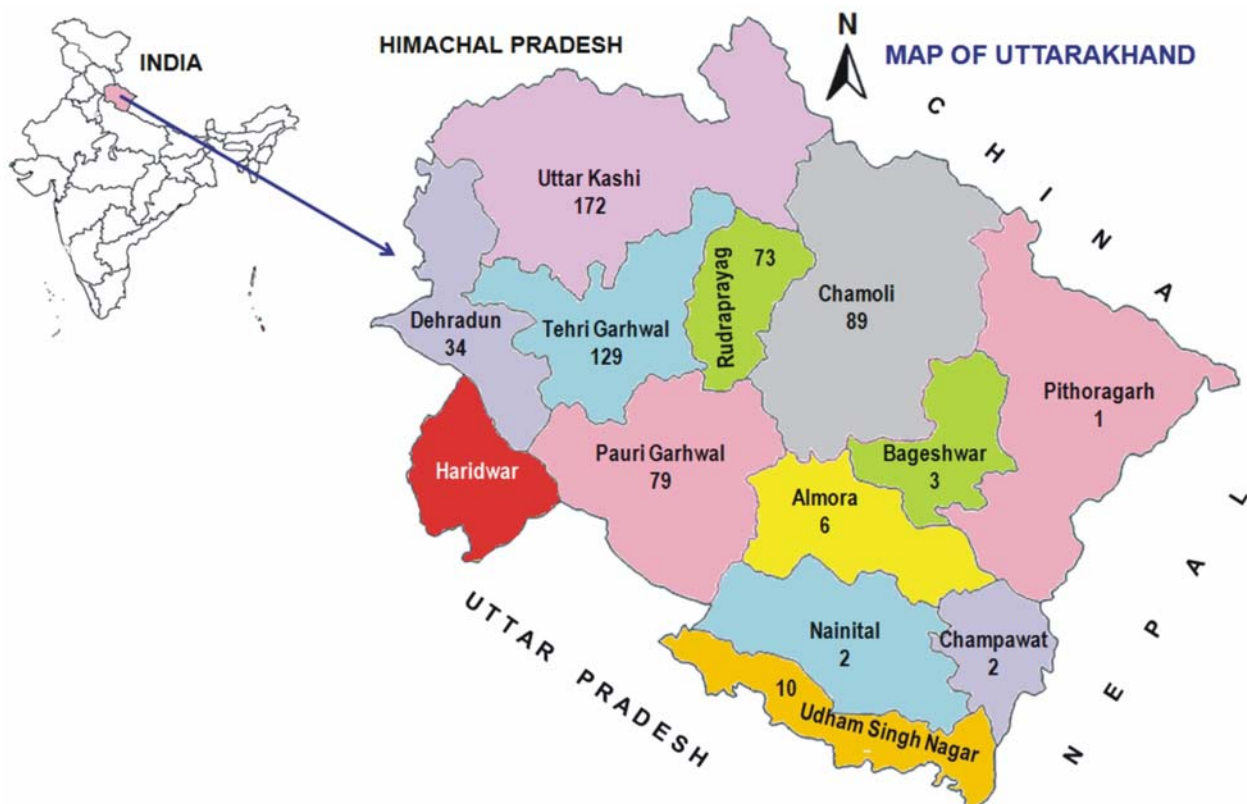 INDIA
HIMACHAL PRADESH
N
MAP OF UTTARAKHAND
CHINA
Uttar Kashi
172
73
Rudraprayag
Chamoli
89
Dehradun
34
Tehri Garhwal
129
Pithoragarh
1
Haridwar
Pauri Garhwal
79
Bageshwar
3
Almora
6
NEPAL
UTTAR PRADESH
Nainital
2
Champawat
2
10
Udham Singh Nagar